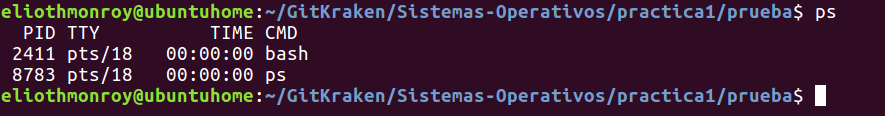 eliothmonroy@ubuntuhome:~/GitKraken/Sistemas-Operativos/practica1/prueba$ ps
  PID TTY          TIME CMD
 2411 pts/18   00:00:00 bash
 8783 pts/18   00:00:00 ps
eliothmonroy@ubuntuhome:~/GitKraken/Sistemas-Operativos/practica1/prueba$